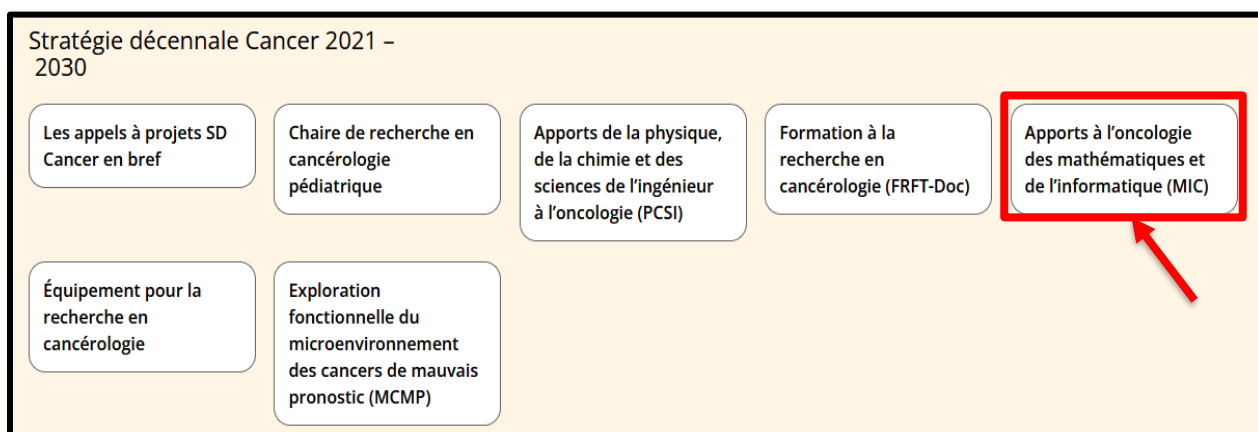 Stratégie décennale Cancer 2021 –
2030
Les appels à projets SD
Cancer en bref
Chaire de recherche en
cancérologie
pédiatrique
Apports de la physique,
de la chimie et des
sciences de l’ingénieur
à l’oncologie (PCSI)
Formation à la
recherche en
cancérologie (FRFT-Doc)
Apports à l’oncologie
des mathématiques et
de l’informatique (MIC)
Équipement pour la
recherche en
cancérologie
Exploration
fonctionnelle du
microenvironnement
des cancers de mauvais
pronostic (MCMP)